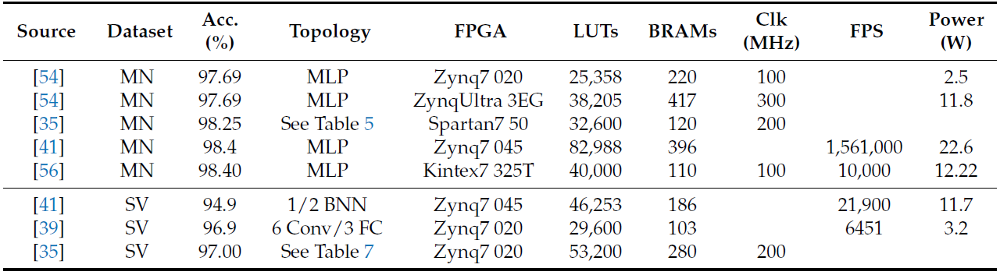 Source Dataset Acc. (%) Topology FPGA LUTs BRAMs Clk (MHz) FPS Power (W)
[54] MN 97.69 MLP Zynq7 020 25,358 220 100 2.5
[54] MN 97.69 MLP ZynqUltra 3EG 38,205 417 300 11.8
[35] MN 98.25 See Table 5 Spartan7 50 32,600 120 200
[41] MN 98.4 MLP Zynq7 045 82,988 396 1,561,000 22.6
[56] MN 98.40 MLP Kintex7 325T 40,000 110 100 10,000 12.22
[41] SV 94.9 1/2 BNN Zynq7 045 46,253 186 21,900 11.7
[39] SV 96.9 6 Conv/3 FC Zynq7 020 29,600 103 6451 3.2
[35] SV 97.00 See Table 7 Zynq7 020 53,200 280 200